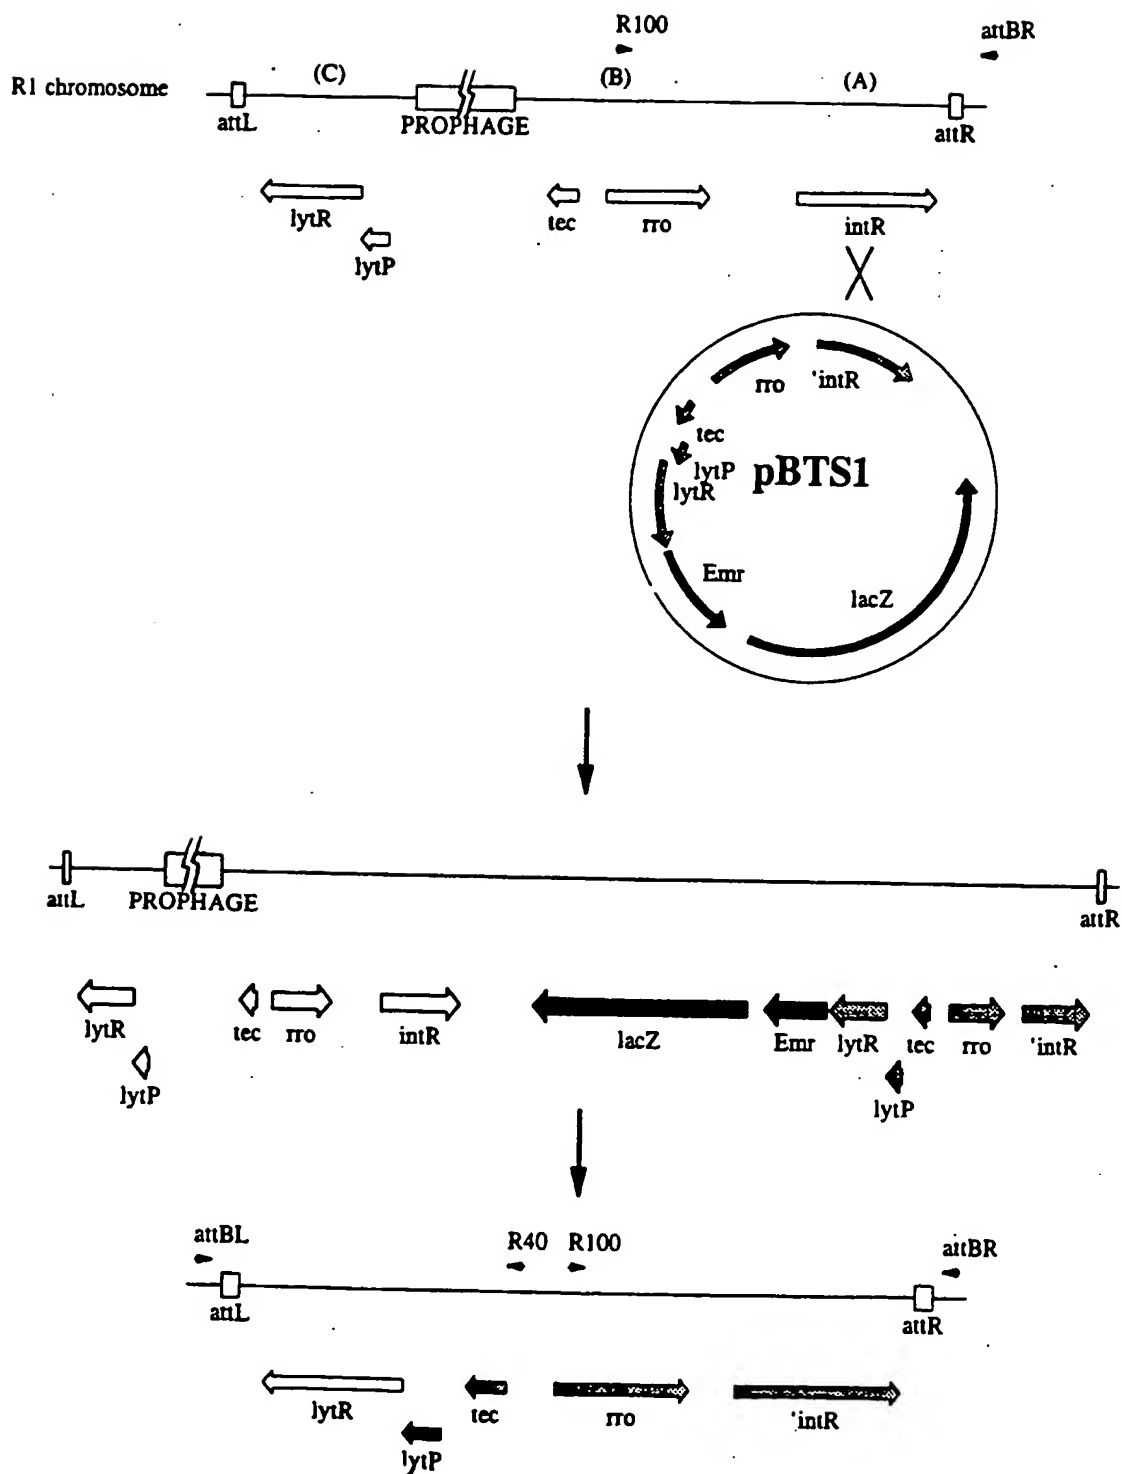 R100
attBR
R1 chromosome
(C)
(B)
(A)
attL
PROPHAGE
attR
lytR
tec
rro
intR
lytP
rro
'intR
tec
lytP
lytR
pBTS1
Emr
lacZ
attL
PROPHAGE
attR
lytR
tec
rro
intR
lacZ
Emr
lytR
tec
rro
'intR
lytP
lytP
attBL
R40
R100
attBR
attL
attR
lytR
tec
rro
'intR
lytP